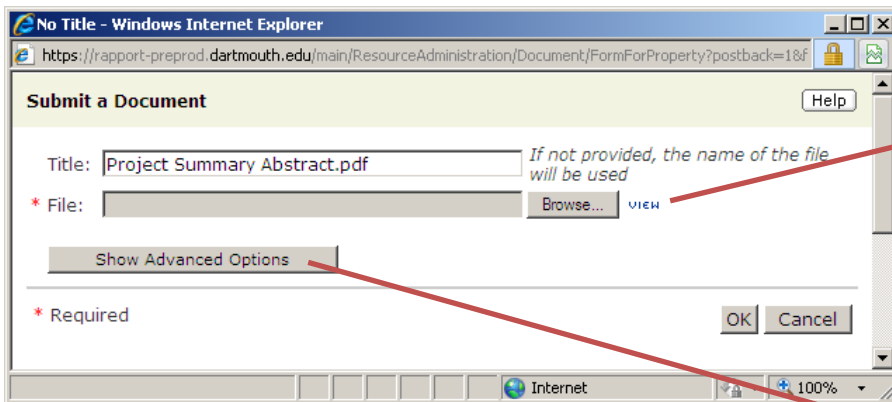 No Title - Windows Internet Explorer
https://rapport-preprod.dartmouth.edu/main/ResourceAdministration/Document/FormForProperty?postback=1&f
Submit a Document
Help
Title: Project Summary Abstract.pdf If not provided, the name of the file
will be used
* File: Browse... VIEW
Show Advanced Options
* Required
OK Cancel
Internet
100%